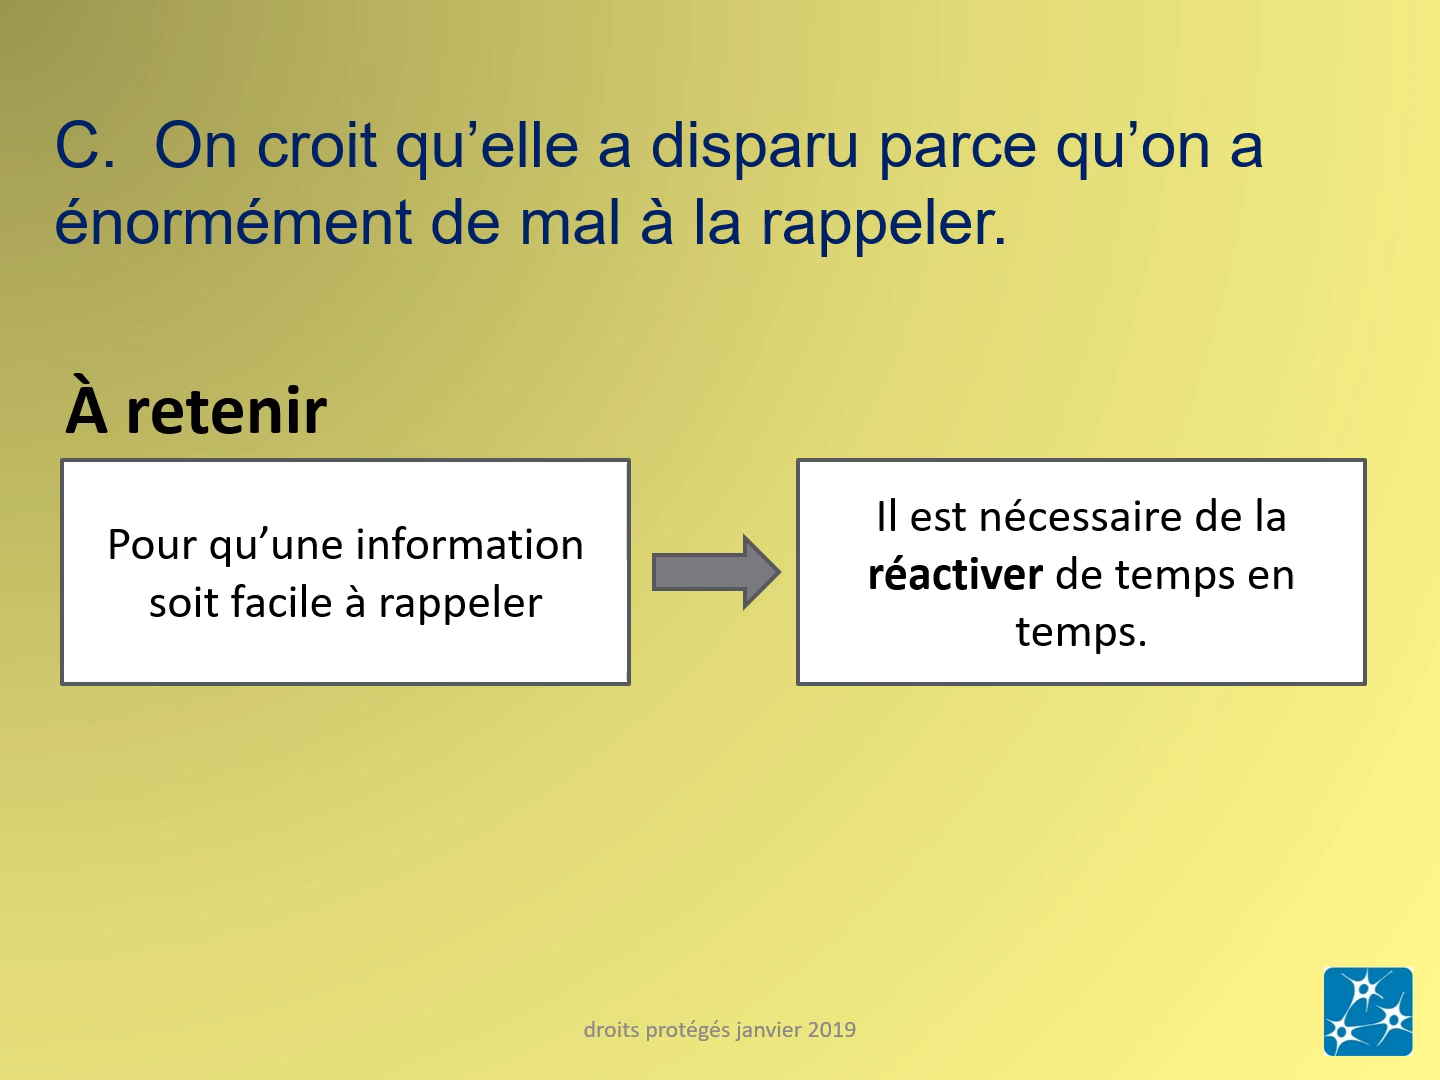 C.  On croit qu’elle a disparu parce qu’on a
énormément de mal à la rappeler.
À retenir
Pour qu’une information
soit facile à rappeler
Il est nécessaire de la
réactiver de temps en
temps.
droits protégés janvier 2019